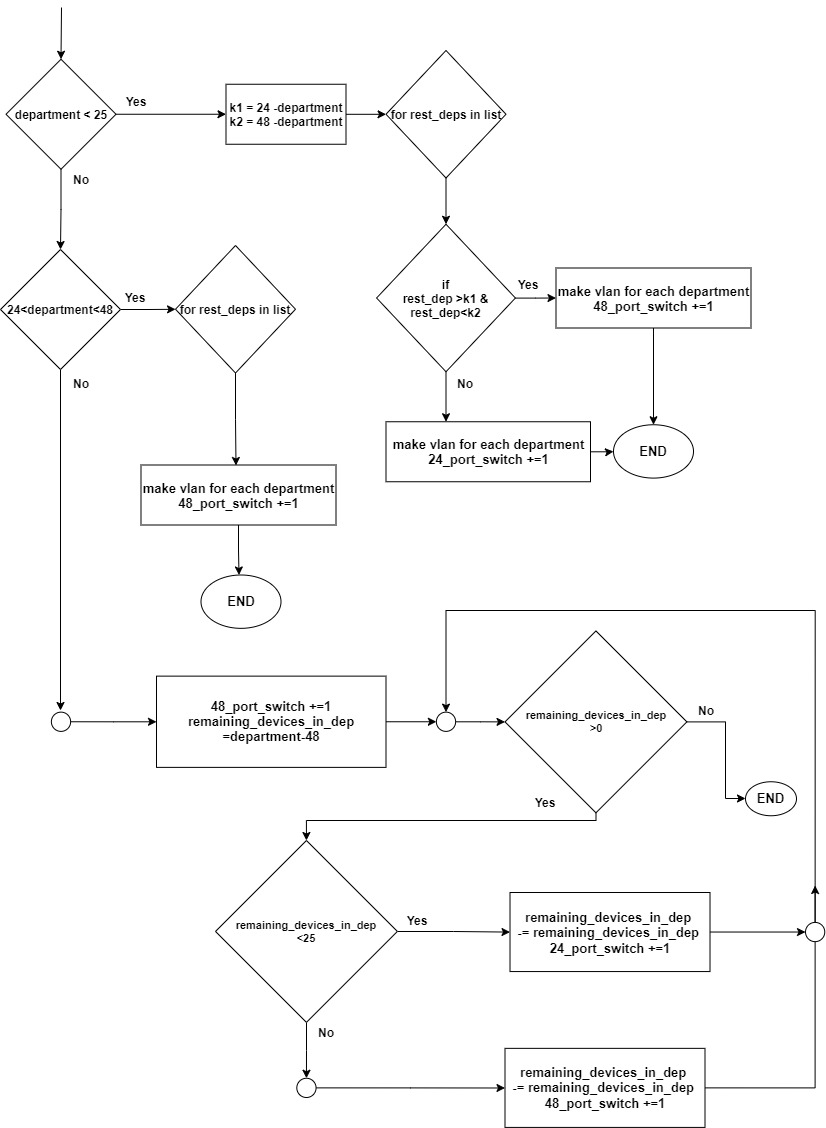 department < 25
Yes
k1 = 24 -department
k2 = 48 -department
for rest_deps in list
No
24<department<48
Yes
for rest_deps in list
if
rest_dep >k1 &
rest_dep<k2
Yes
make vlan for each department
48_port_switch +=1
No
No
make vlan for each department
24_port_switch +=1
END
make vlan for each department
48_port_switch +=1
END
48_port_switch +=1
remaining_devices_in_dep
=department-48
remaining_devices_in_dep
>0
No
END
Yes
remaining_devices_in_dep
<25
Yes
remaining_devices_in_dep
-= remaining_devices_in_dep
24_port_switch +=1
No
remaining_devices_in_dep
-= remaining_devices_in_dep
48_port_switch +=1